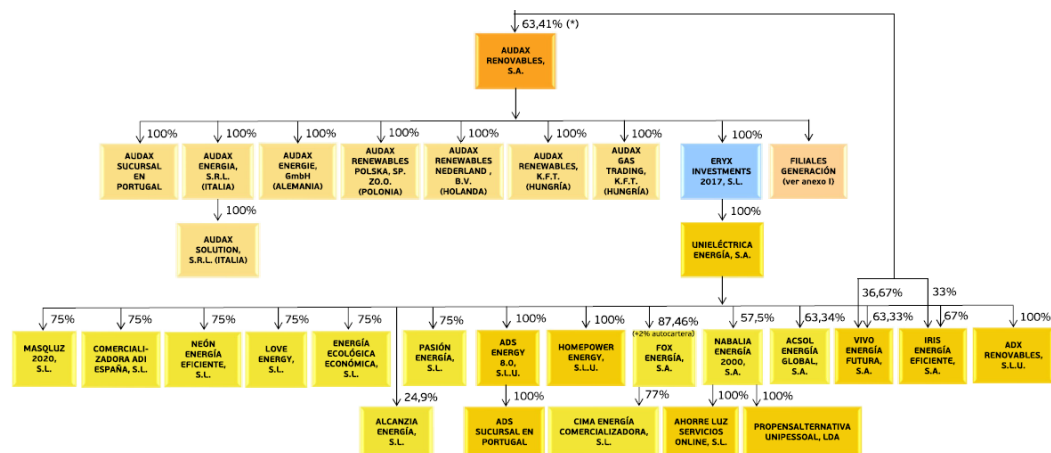 63,41% (*)
AUDAX
RENOVABLES,
S.A.
100%
100%
100%
100%
100%
100%
100%
100%
AUDAX
SUCURSAL
EN
PORTUGAL
AUDAX
ENERGIA,
S.R.L.
(ITALIA)
AUDAX
ENERGIE,
GmbH
(ALEMANIA)
AUDAX
RENEWABLES
POLSKA, SP.
ZO.O.
(POLONIA)
AUDAX
RENEWABLES
NEDERLAND ,
B.V.
(HOLANDA)
AUDAX
RENEWABLES,
K.F.T.
(HUNGRÍA)
AUDAX
GAS
TRADING,
K.F.T.
(HUNGRÍA)
ERYX
INVESTMENTS
2017, S.L.
FILIALES
GENERACIÓN
(ver anexo I)
100%
100%
AUDAX
SOLUTION,
S.R.L. (ITALIA)
UNIELÉCTRICA
ENERGÍA, S.A.
36,67%
33%
75%
75%
75%
75%
75%
75%
100%
100%
87,46%
(+2% autocartera)
57,5%
63,34%
63,33%
67%
100%
MASQLUZ
2020,
S.L.
COMERCIALI-
ZADORA ADI
ESPAÑA, S.L.
NEÓN
ENERGÍA
EFICIENTE,
S.L.
LOVE
ENERGY,
S.L.
ENERGÍA
ECOLÓGICA
ECONÓMICA,
S.L.
PASIÓN
ENERGÍA,
S.L.
ADS
ENERGY
8.0,
S.L.U.
HOMEPOWER
ENERGY,
S.L.U.
FOX
ENERGÍA,
S.A.
NABALIA
ENERGÍA
2000,
S.A.
ACSOL
ENERGÍA
GLOBAL,
S.A.
VIVO
ENERGÍA
FUTURA,
S.A.
IRIS
ENERGÍA
EFICIENTE,
S.A.
ADX
RENOVABLES,
S.L.U.
24,9%
100%
77%
100%
100%
ALCANZIA
ENERGÍA,
S.L.
ADS
SUCURSAL EN
PORTUGAL
CIMA ENERGÍA
COMERCIALIZADORA,
S.L.
AHORRE LUZ
SERVICIOS
ONLINE, S.L.
PROPENSALTERNATIVA
UNIPESSOAL, LDA